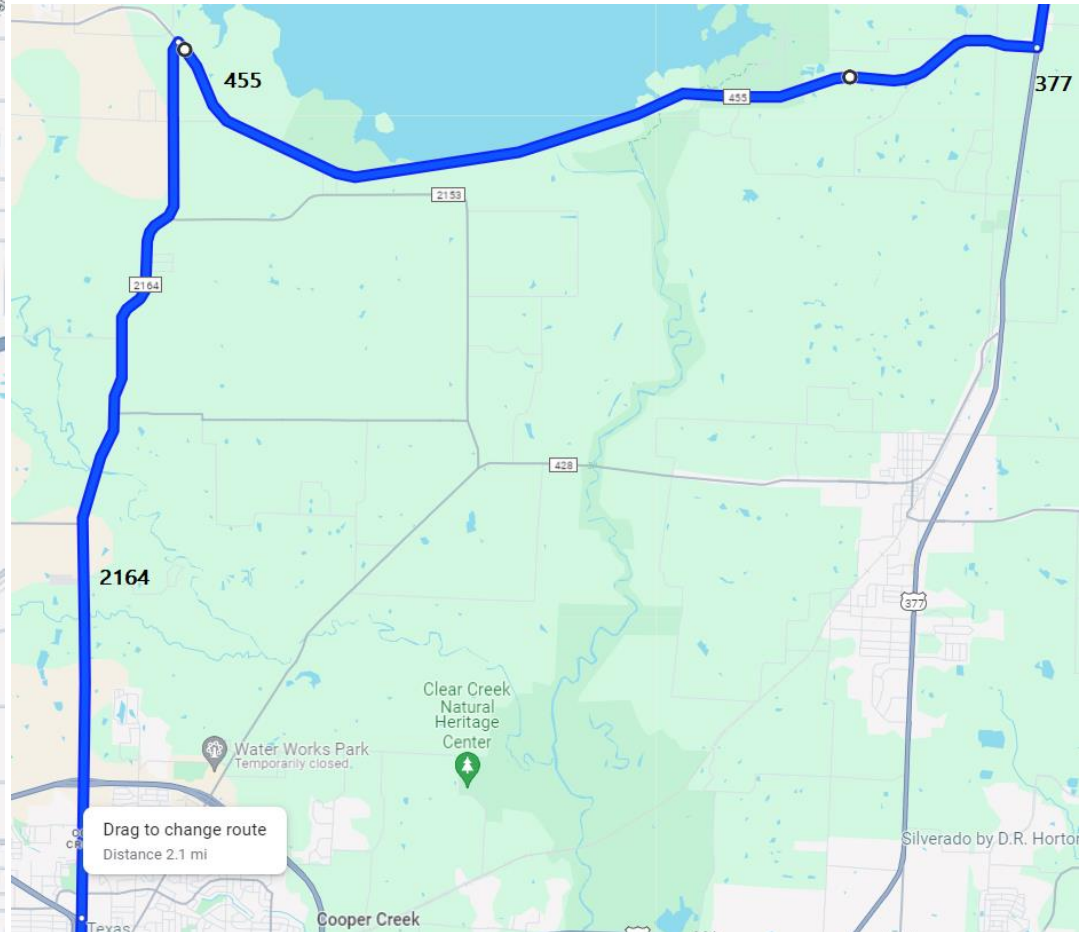 455
455
377
2153
2164
428
2164
377
Clear Creek
Natural
Heritage
Center
Water Works Park
Temporarily closed.
Drag to change route
Distance 2.1 mi
Silverado by D.R. Horton
Cooper Creek
Texas